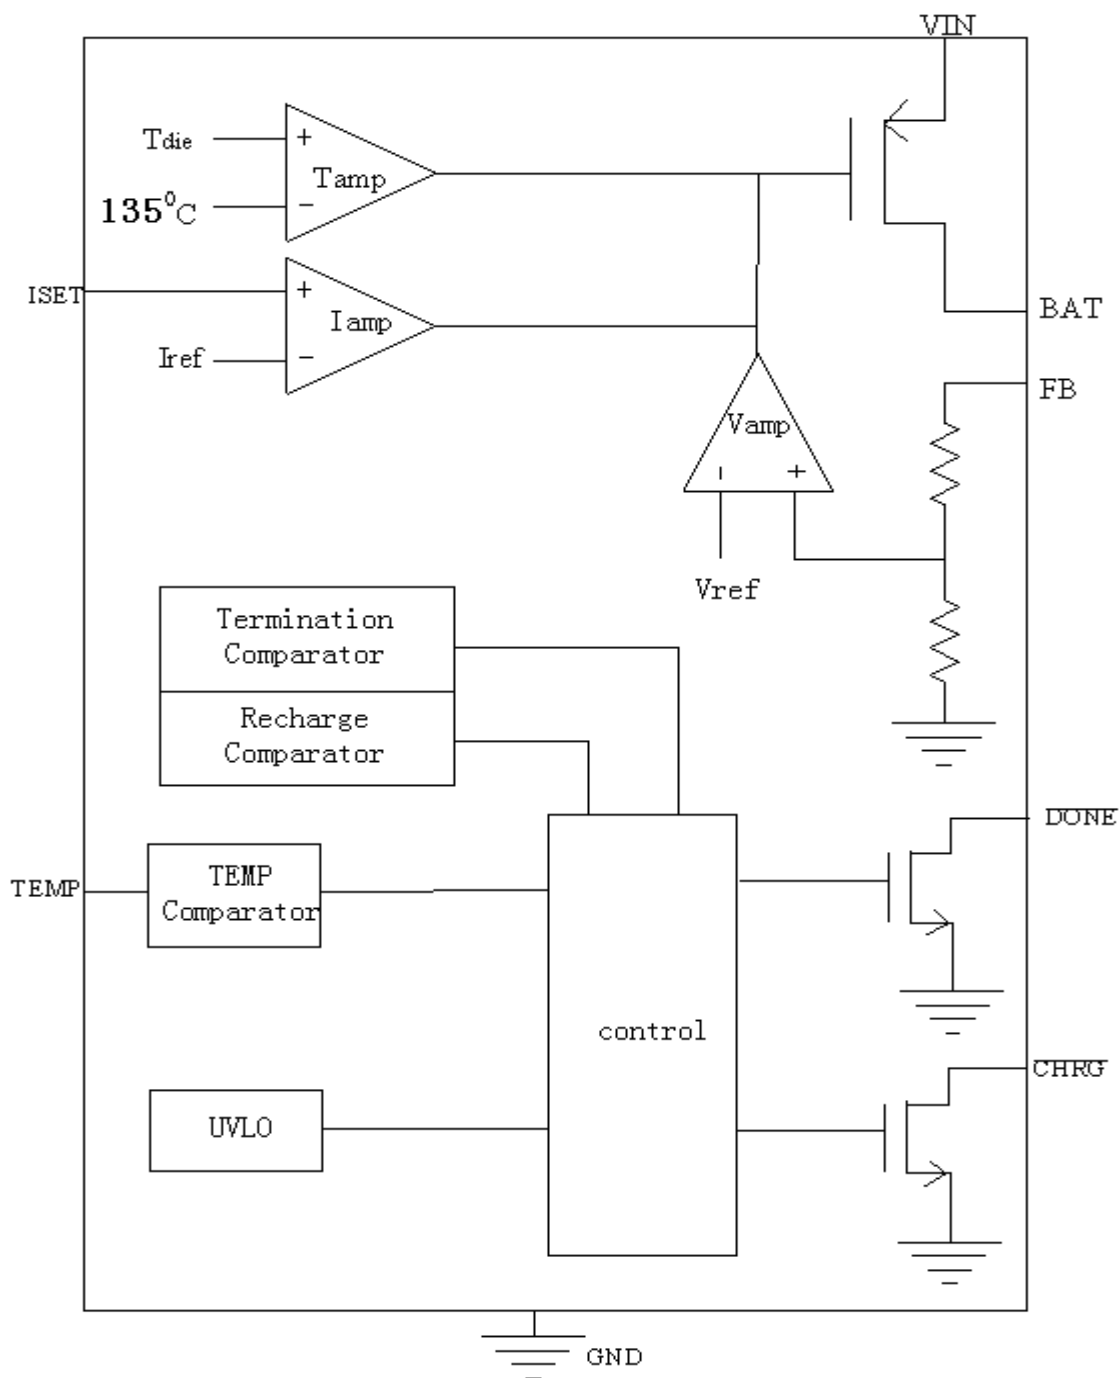 VIN
+
Tdie
Tamp
135⁰C
−
ISET
+
Iamp
BAT
Iref
−
FB
Vamp
− +
Vref
Termination
Comparator
Recharge
Comparator
DONE
TEMP
TEMP
Comparator
control
CHRG
UVLO
GND